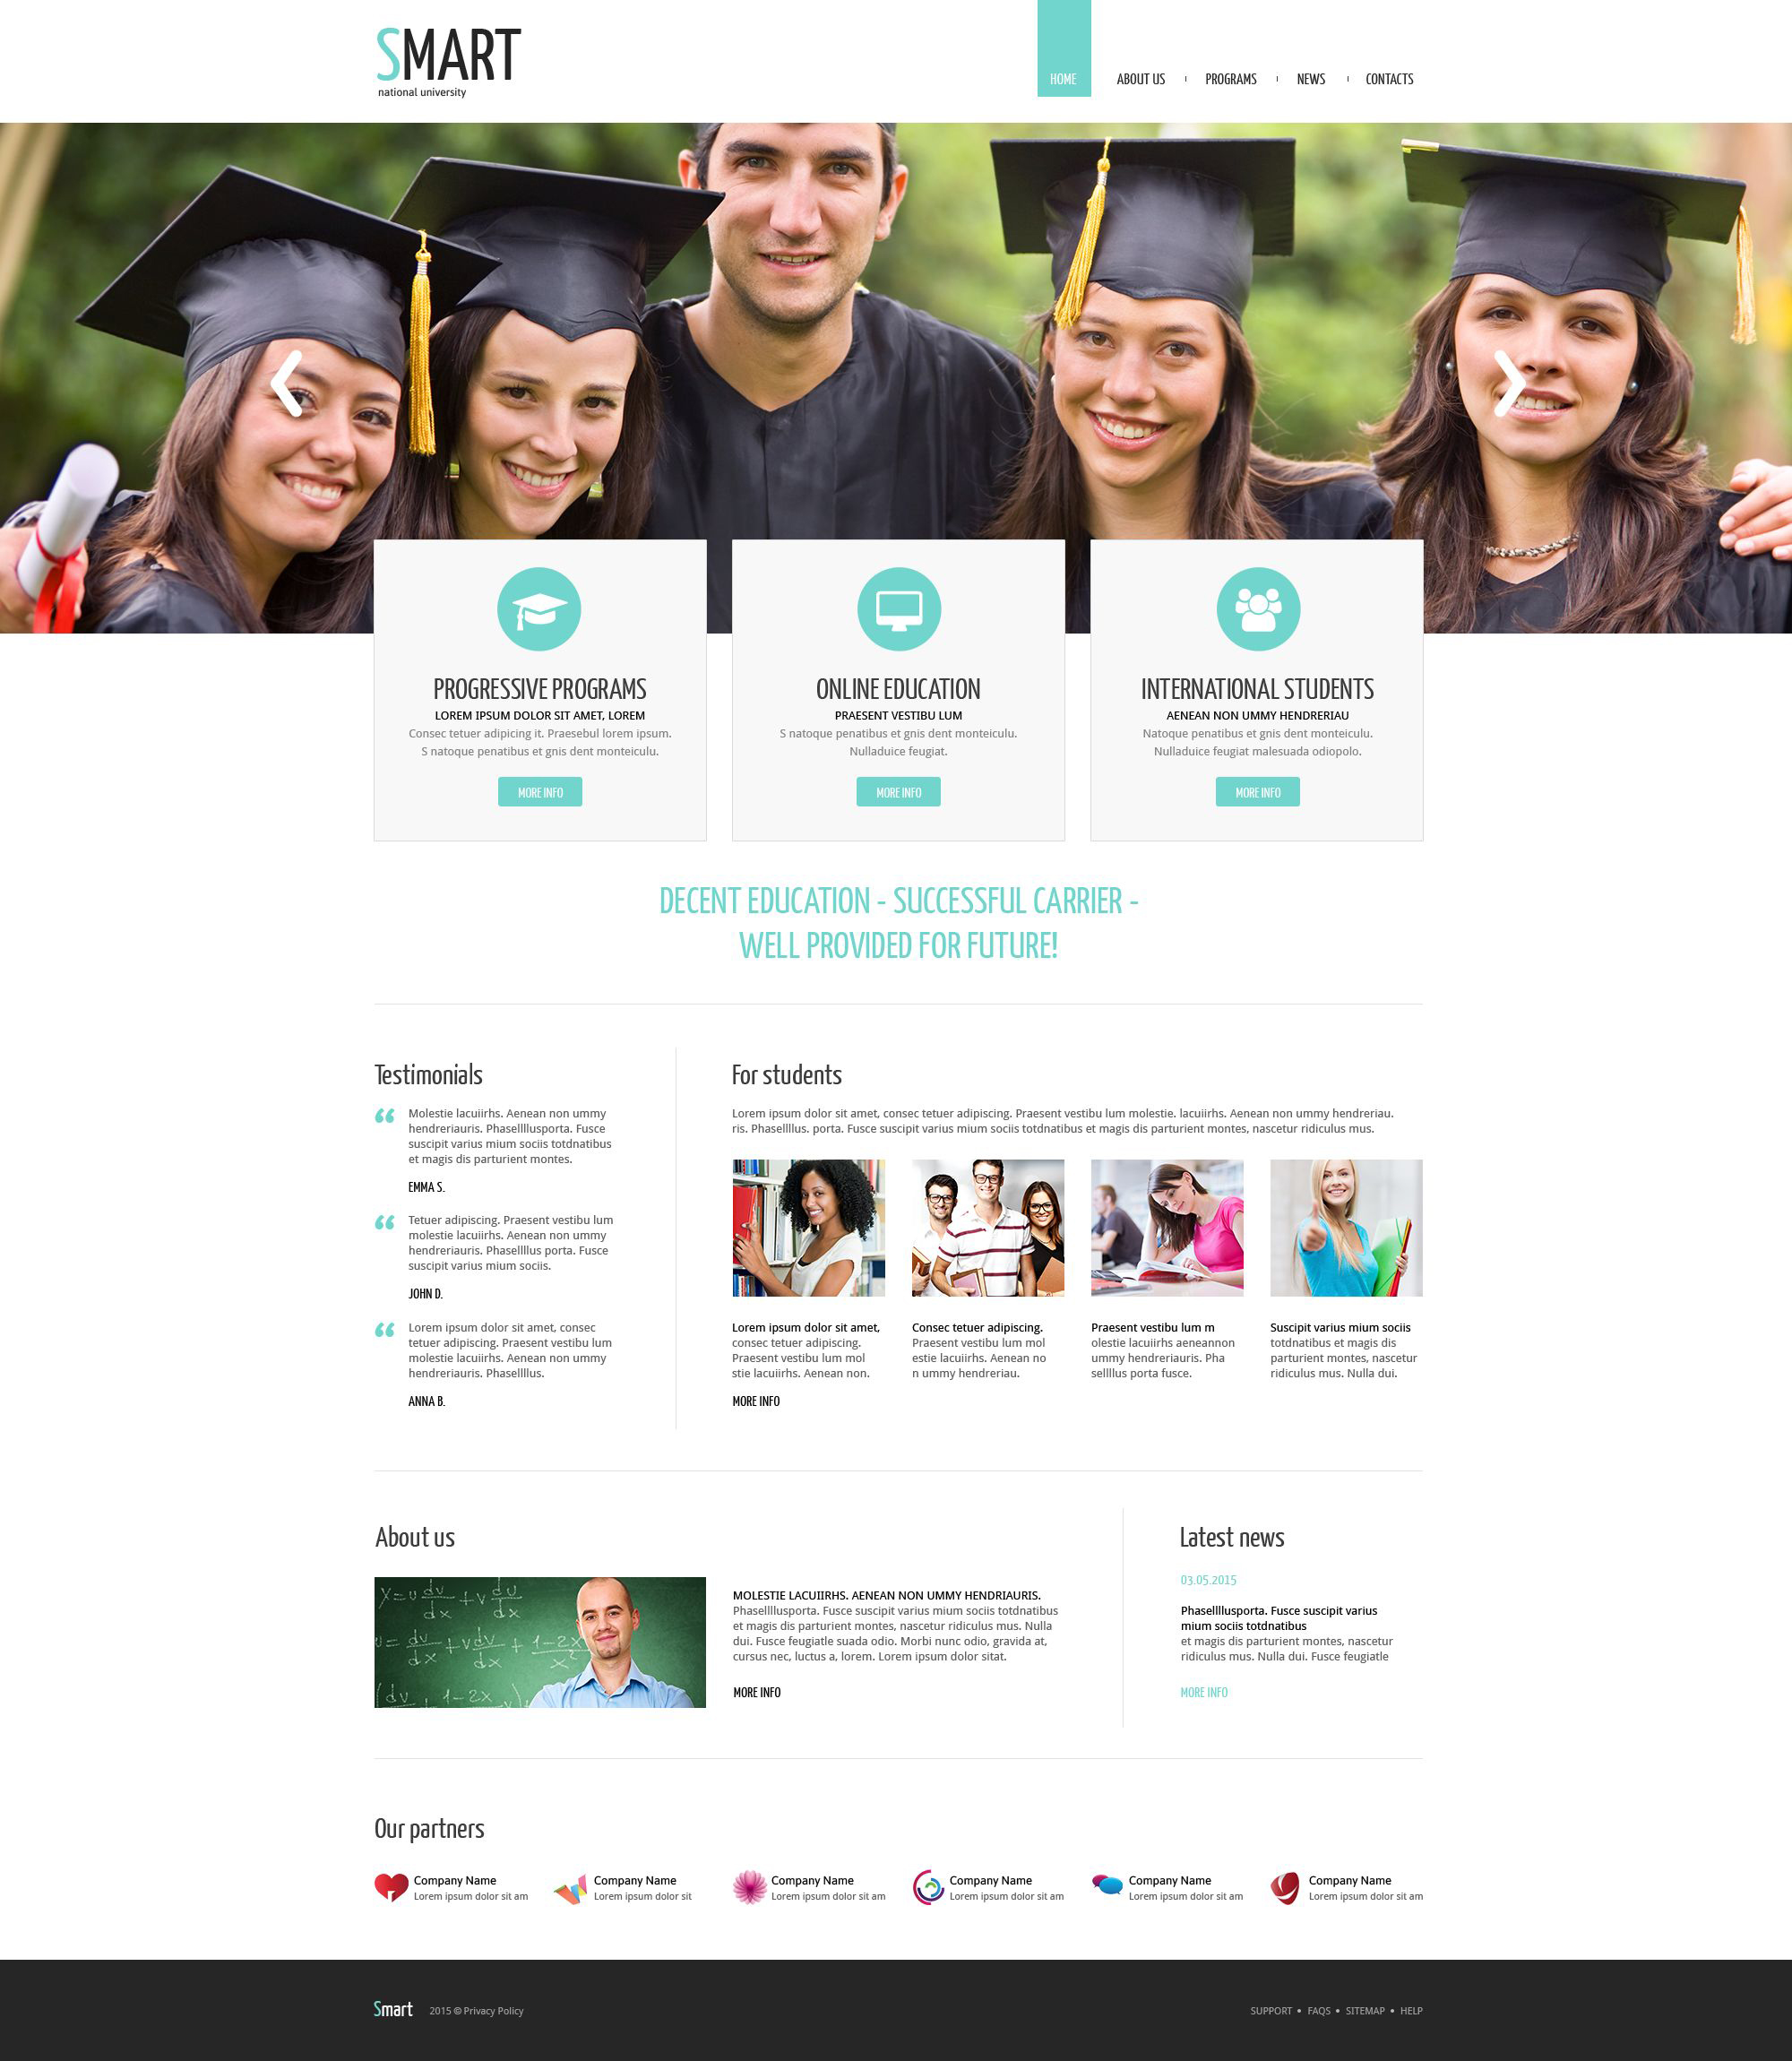 SMART
national university
HOME
ABOUT US
PROGRAMS
NEWS
CONTACTS
PROGRESSIVE PROGRAMS
LOREM IPSUM DOLOR SIT AMET, LOREM
Consec tetuer adipicing it. Praesebul lorem ipsum.
S natoque penatibus et gnis dent monteiculu.
MORE INFO
ONLINE EDUCATION
PRAESENT VESTIBU LUM
S natoque penatibus et gnis dent monteiculu.
Nulladuice feugiat.
MORE INFO
INTERNATIONAL STUDENTS
AENEAN NON UMMY HENDRERIAU
Natoque penatibus et gnis dent monteiculu.
Nulladuice feugiat malesuada odiopolo.
MORE INFO
DECENT EDUCATION - SUCCESSFUL CARRIER -
WELL PROVIDED FOR FUTURE!
Testimonials
Molestie lacuiirhs. Aenean non ummy
hendreriauris. Phasellllusporta. Fusce
suscipit varius mium sociis totdnatibus
et magis dis parturient montes.
EMMA S.
Tetuer adipiscing. Praesent vestibu lum
molestie lacuiirhs. Aenean non ummy
hendreriauris. Phasellllus porta. Fusce
suscipit varius mium sociis.
JOHN D.
Lorem ipsum dolor sit amet, consec
tetuer adipiscing. Praesent vestibu lum
molestie lacuiirhs. Aenean non ummy
hendreriauris. Phasellllus.
ANNA B.
For students
Lorem ipsum dolor sit amet, consec tetuer adipiscing. Praesent vestibu lum molestie. lacuiirhs. Aenean non ummy hendreriau.
ris. Phasellllus. porta. Fusce suscipit varius mium sociis totdnatibus et magis dis parturient montes, nascetur ridiculus mus.
Lorem ipsum dolor sit amet,
consec tetuer adipiscing.
Praesent vestibu lum mol
stie lacuiirhs. Aenean non.
MORE INFO
Consec tetuer adipiscing.
Praesent vestibu lum mol
estie lacuiirhs. Aenean no
n ummy hendreriau.
Praesent vestibu lum m
olestie lacuiirhs aeneannon
ummy hendreriauris. Pha
sellllus porta fusce.
Suscipit varius mium sociis
totdnatibus et magis dis
parturient montes, nascetur
ridiculus mus. Nulla dui.
About us
MOLESTIE LACUIIRHS. AENEAN NON UMMY HENDRIAURIS.
Phasellllusporta. Fusce suscipit varius mium sociis totdnatibus
et magis dis parturient montes, nascetur ridiculus mus. Nulla
dui. Fusce feugiatle suada odio. Morbi nunc odio, gravida at,
cursus nec, luctus a, lorem. Lorem ipsum dolor sitat.
MORE INFO
Latest news
03.05.2015
Phasellllusporta. Fusce suscipit varius
mium sociis totdnatibus
et magis dis parturient montes, nascetur
ridiculus mus. Nulla dui. Fusce feugiatle
MORE INFO
Our partners
Company Name
Lorem ipsum dolor sit am
Company Name
Lorem ipsum dolor sit
Company Name
Lorem ipsum dolor sit am
Company Name
Lorem ipsum dolor sit am
Company Name
Lorem ipsum dolor sit am
Company Name
Lorem ipsum dolor sit am
Smart 2015 © Privacy Policy
SUPPORT • FAQS • SITEMAP • HELP